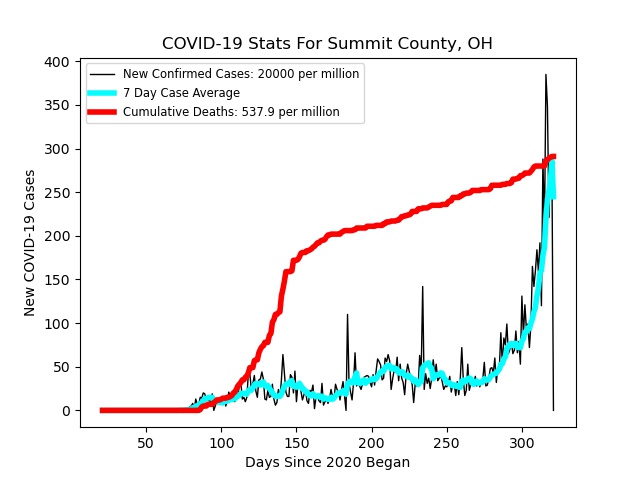 COVID-19 Stats For Summit County, OH
New Confirmed Cases: 20000 per million
7 Day Case Average
Cumulative Deaths: 537.9 per million
400
350
300
250
200
150
100
50
0
New COVID-19 Cases
50 100 150 200 250 300
Days Since 2020 Began